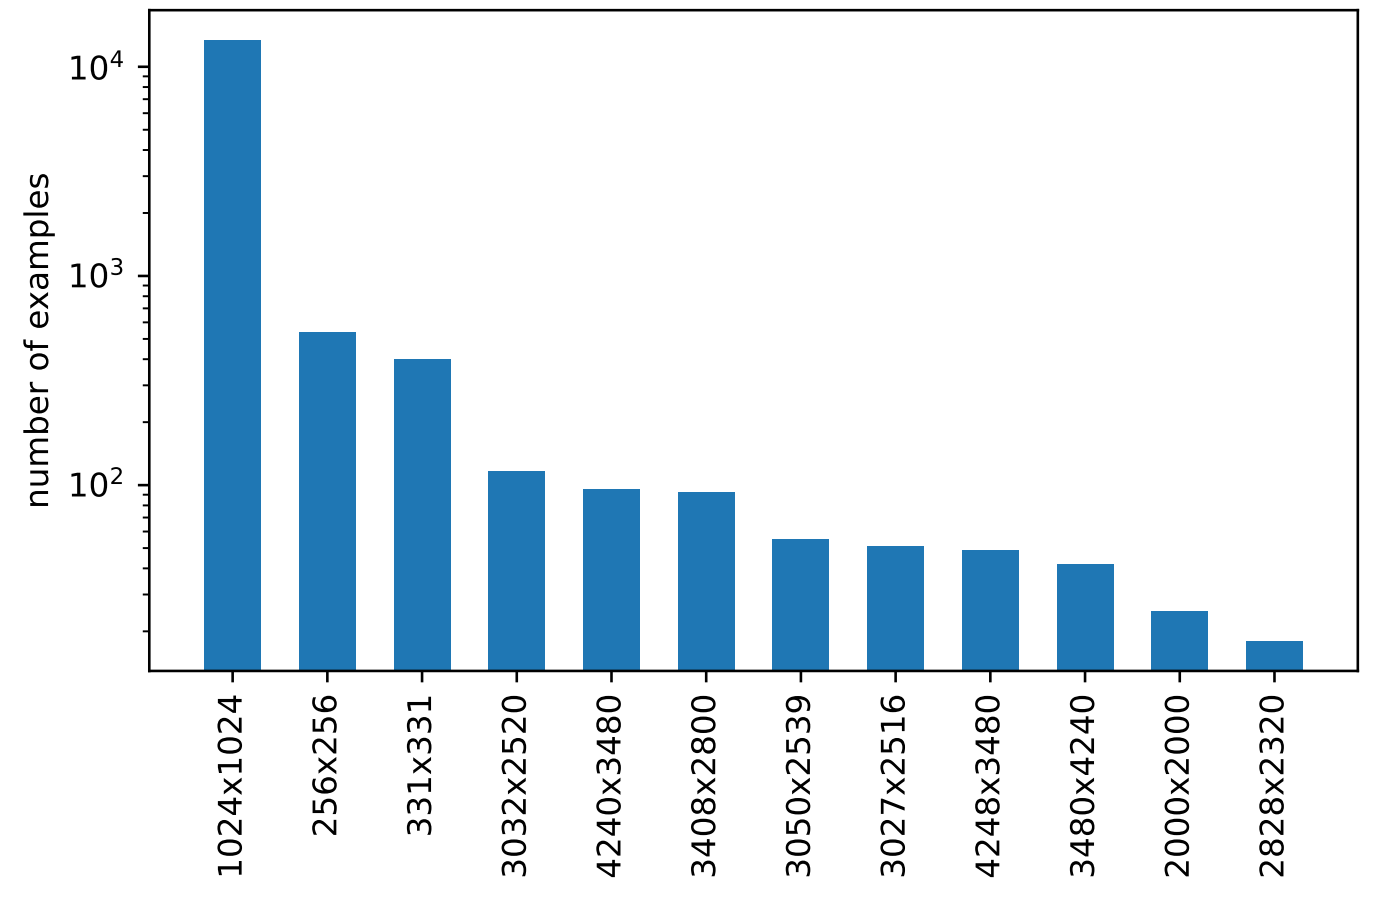 number of examples
10⁴
10³
10²
1024x1024
256x256
331x331
3032x2520
4240x3480
3408x2800
3050x2539
3027x2516
4248x3480
3480x4240
2000x2000
2828x2320